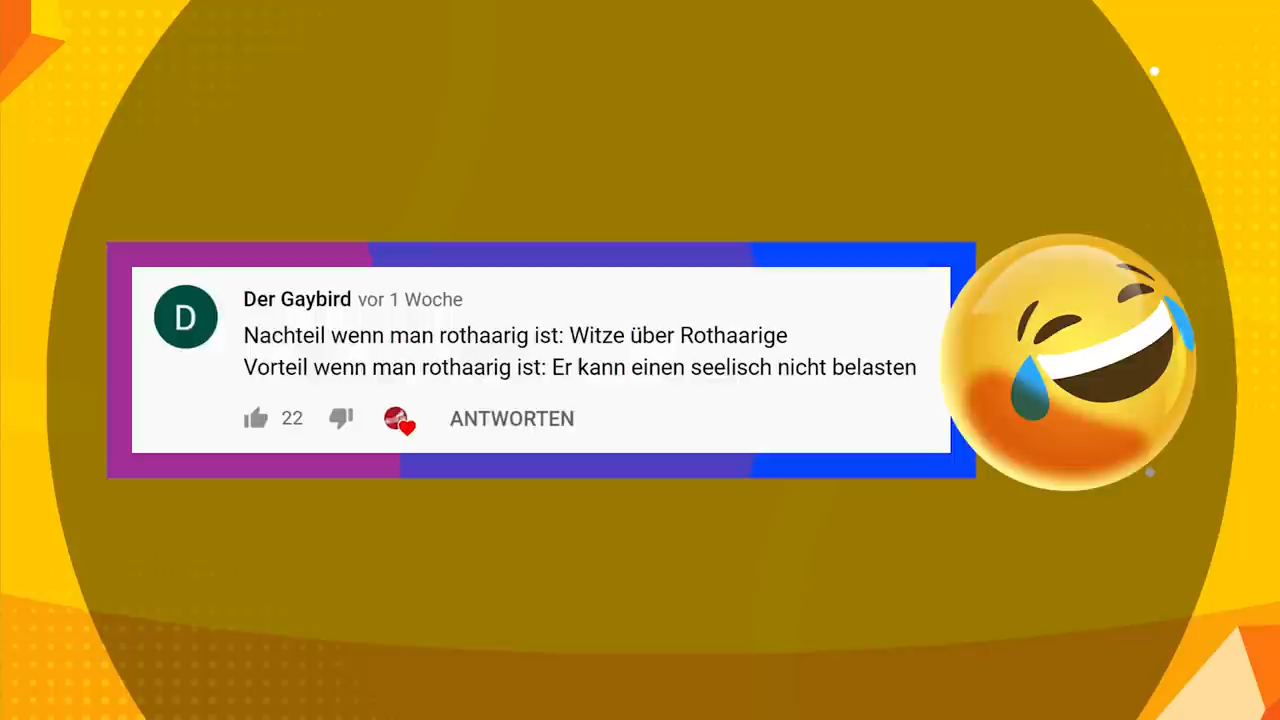 D
Der Gaybird vor 1 Woche
Nachteil wenn man rothaarig ist: Witze über Rothaarige
Vorteil wenn man rothaarig ist: Er kann einen seelisch nicht belasten
22 ANTWORTEN